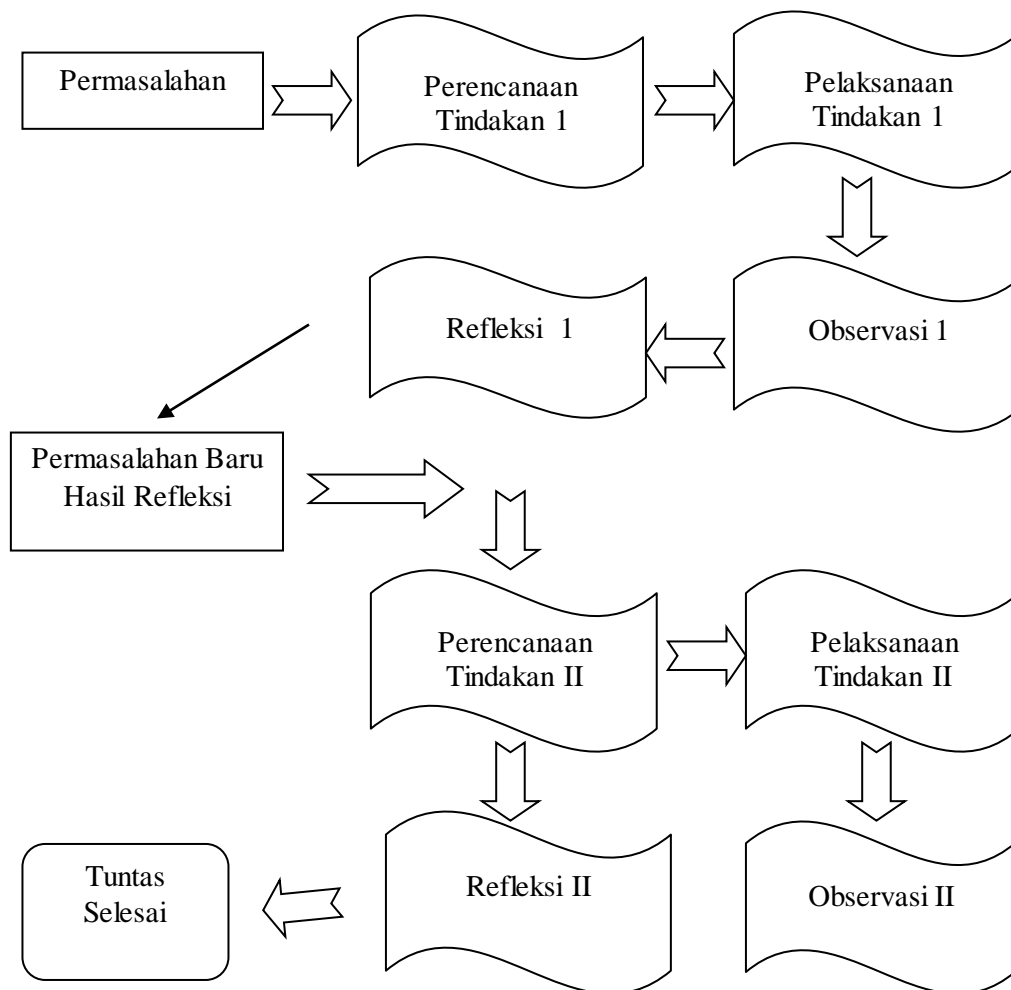 Permasalahan
Perencanaan
Tindakan 1
Pelaksanaan
Tindakan 1
Refleksi 1
Observasi 1
Permasalahan Baru
Hasil Refleksi
Perencanaan
Tindakan II
Pelaksanaan
Tindakan II
Tuntas
Selesai
Refleksi II
Observasi II